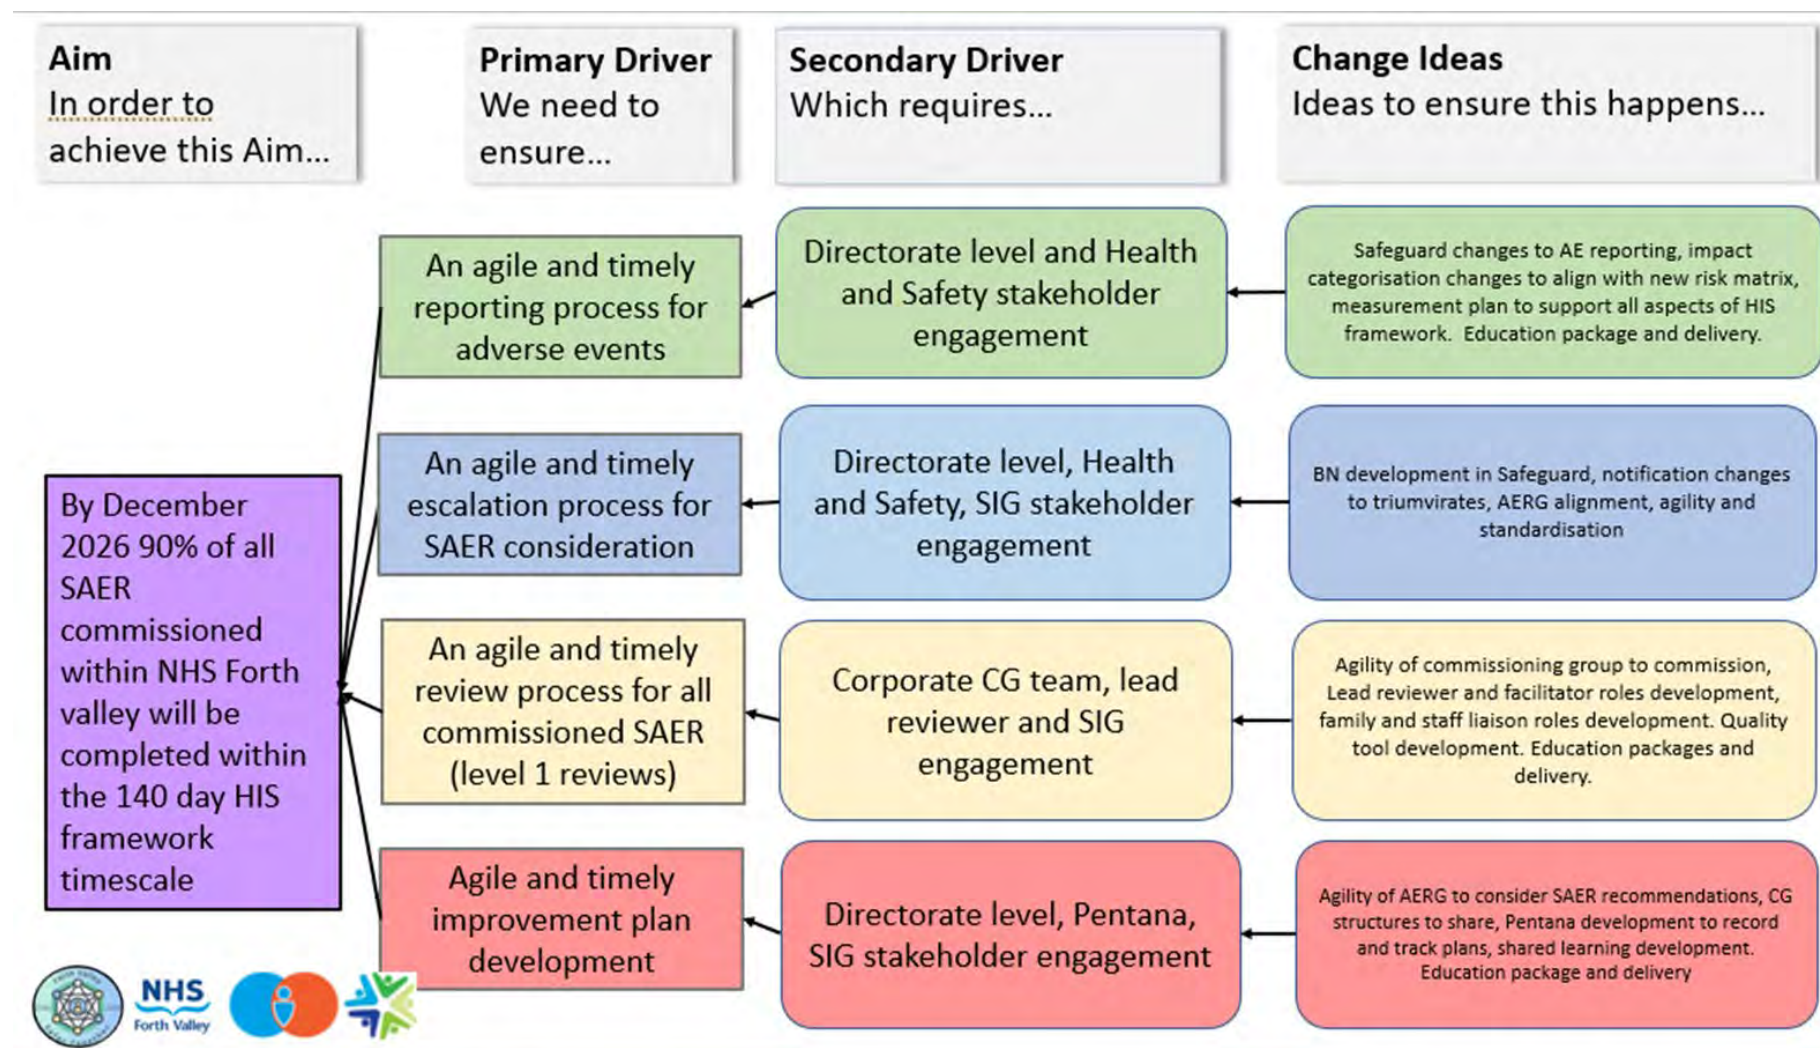 Aim
In order to
achieve this Aim...
Primary Driver
We need to
ensure...
Secondary Driver
Which requires...
Change Ideas
Ideas to ensure this happens...
An agile and timely
reporting process for
adverse events
Directorate level and Health
and Safety stakeholder
engagement
Safeguard changes to AE reporting, impact
categorisation changes to align with new risk matrix,
measurement plan to support all aspects of HIS
framework.  Education package and delivery.
An agile and timely
escalation process for
SAER consideration
Directorate level, Health
and Safety, SIG stakeholder
engagement
BN development in Safeguard, notification changes
to triumvirates, AERG alignment, agility and
standardisation
By December
2026 90% of all
SAER
commissioned
within NHS Forth
valley will be
completed within
the 140 day HIS
framework
timescale
An agile and timely
review process for all
commissioned SAER
(level 1 reviews)
Corporate CG team, lead
reviewer and SIG
engagement
Agility of commissioning group to commission,
Lead reviewer and facilitator roles development,
family and staff liaison roles development. Quality
tool development. Education packages and
delivery.
Agile and timely
improvement plan
development
Directorate level, Pentana,
SIG stakeholder engagement
Agility of AERG to consider SAER recommendations, CG
structures to share, Pentana development to record
and track plans, shared learning development.
Education package and delivery
NHS
Forth Valley